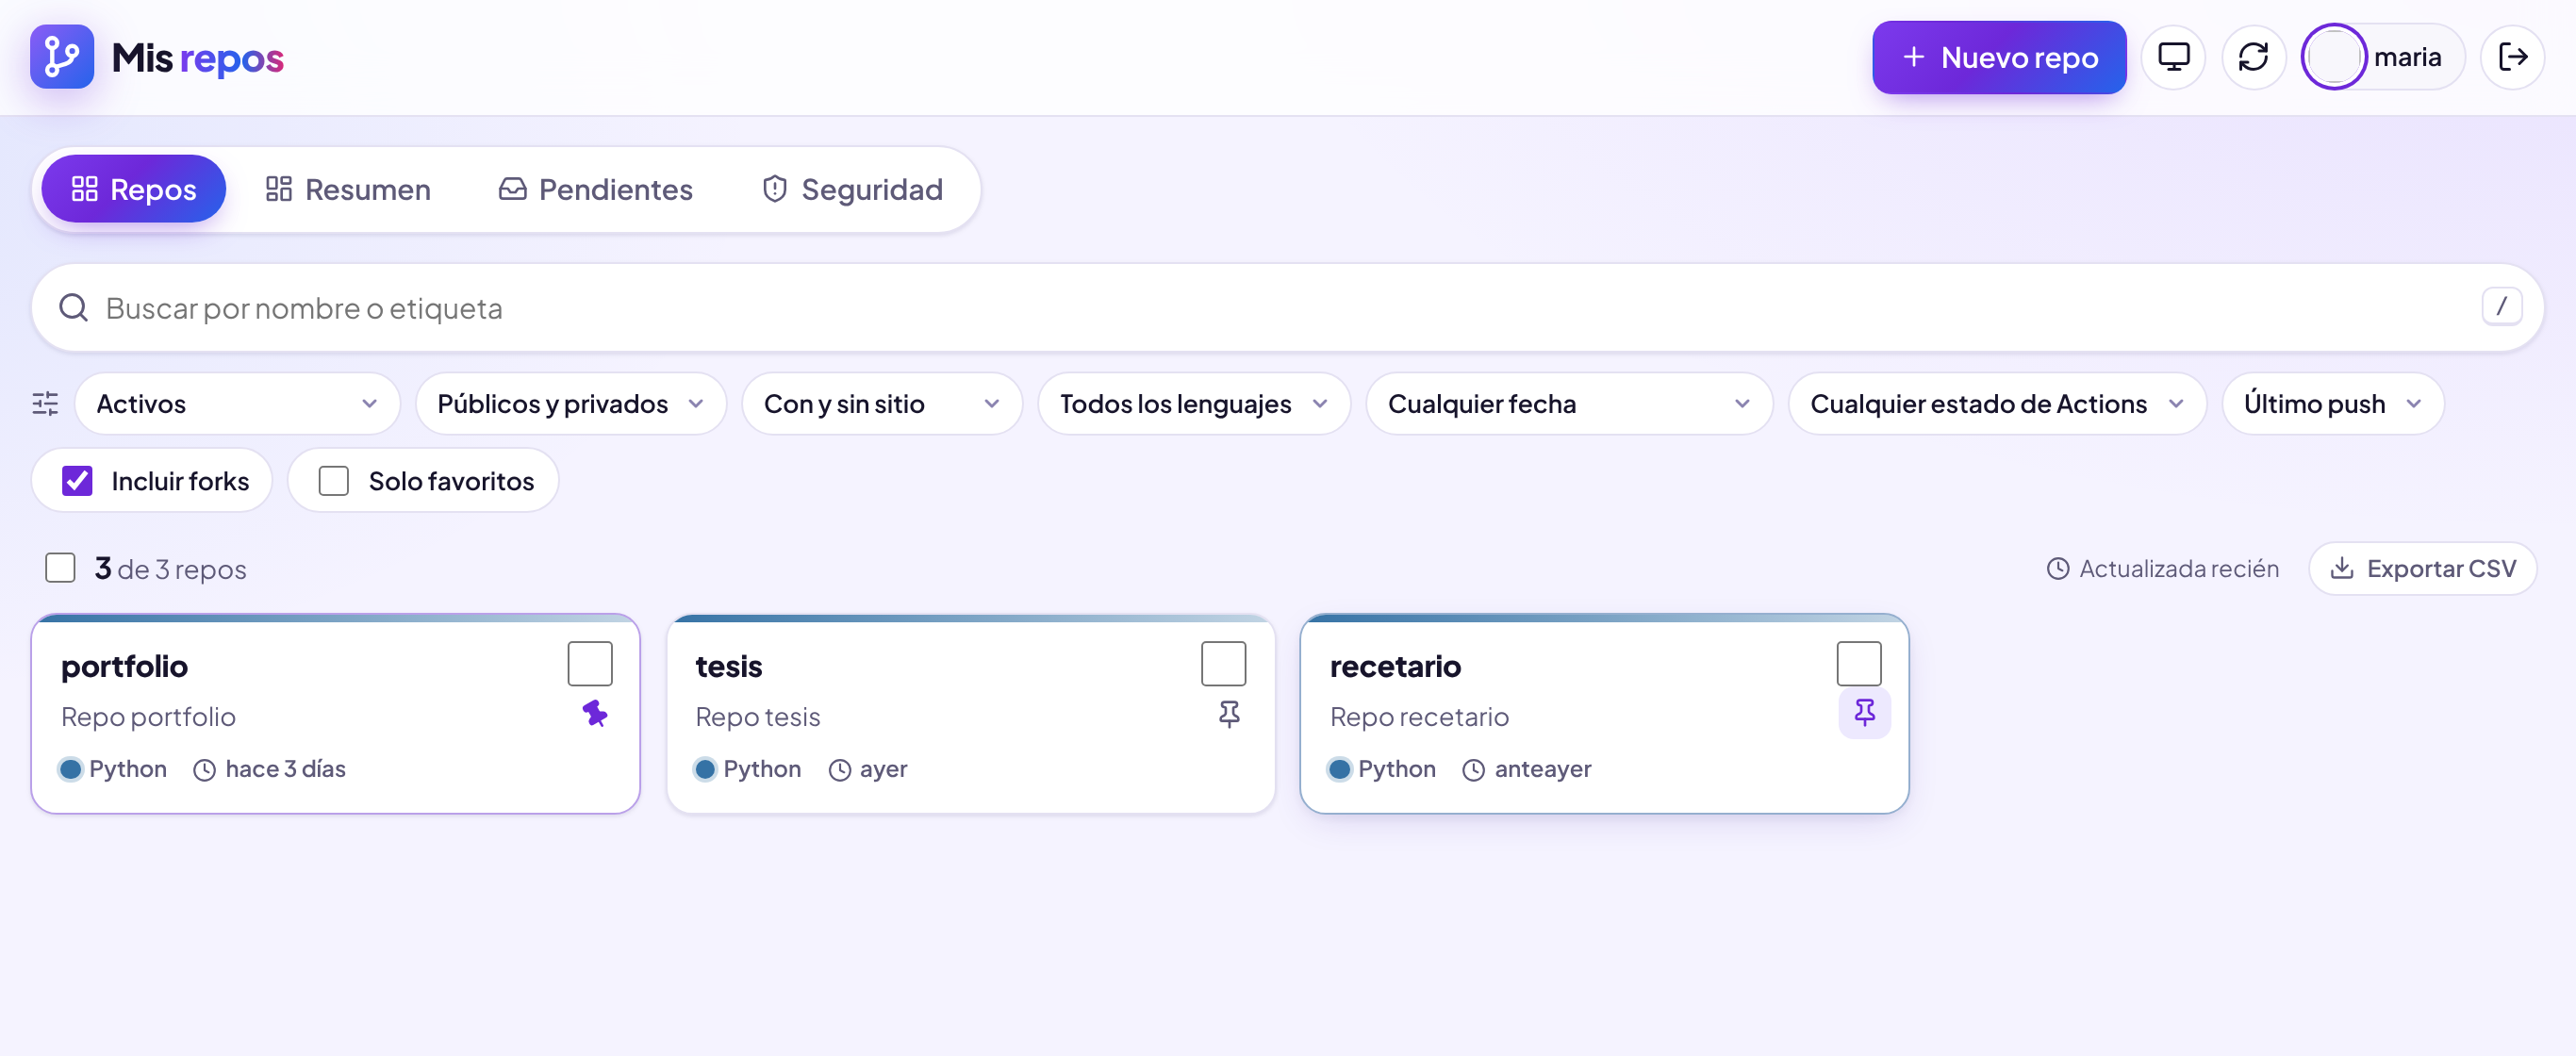 Mis repos
+ Nuevo repo
maria
Repos
Resumen
Pendientes
Seguridad
Buscar por nombre o etiqueta
/
Activos
Públicos y privados
Con y sin sitio
Todos los lenguajes
Cualquier fecha
Cualquier estado de Actions
Último push
Incluir forks
Solo favoritos
3 de 3 repos
Actualizada recién
Exportar CSV
portfolio
Repo portfolio
Python
hace 3 días
tesis
Repo tesis
Python
ayer
recetario
Repo recetario
Python
anteayer